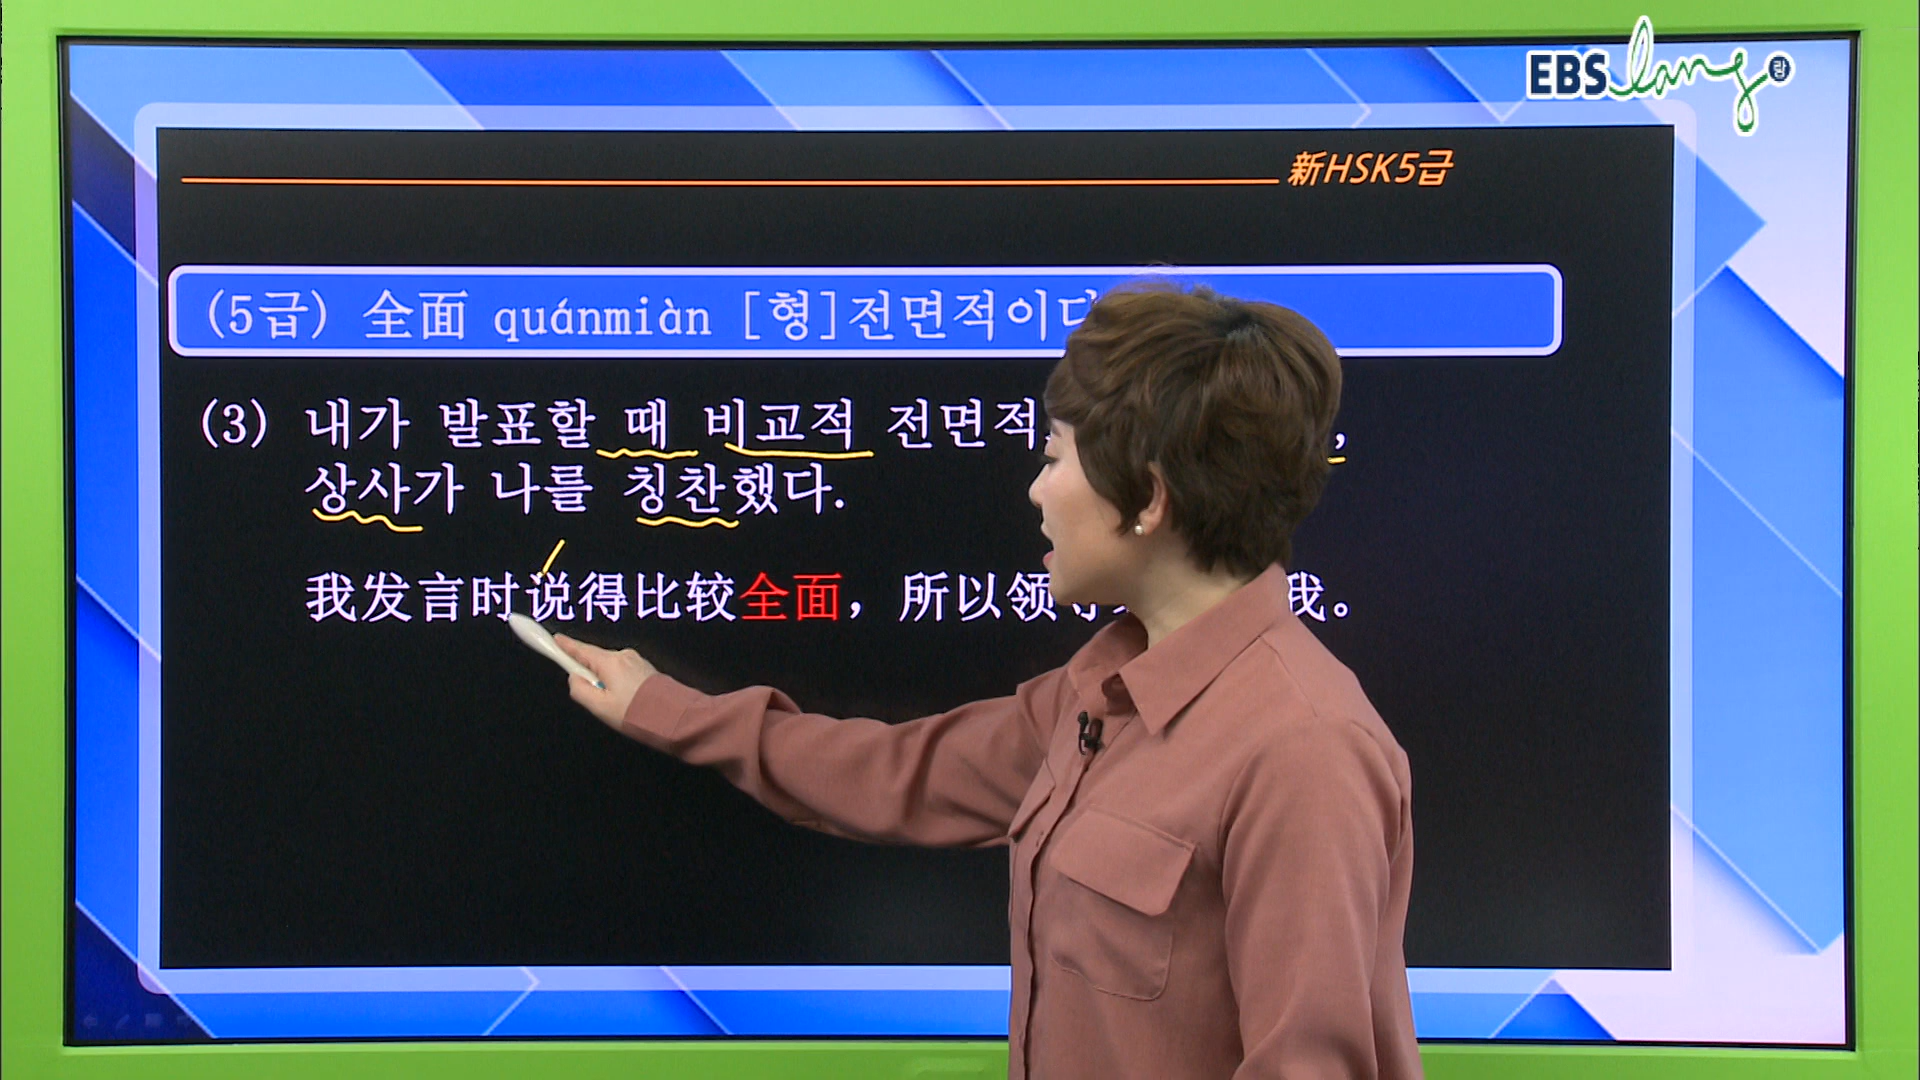 EBS lang 랑
新HSK5급
(5급) 全面 quánmiàn [형]전면적이다
(3) 내가 발표할 때 비교적 전면적 ,
상사가 나를 칭찬했다.
我发言时说得比较全面，所以领 我。